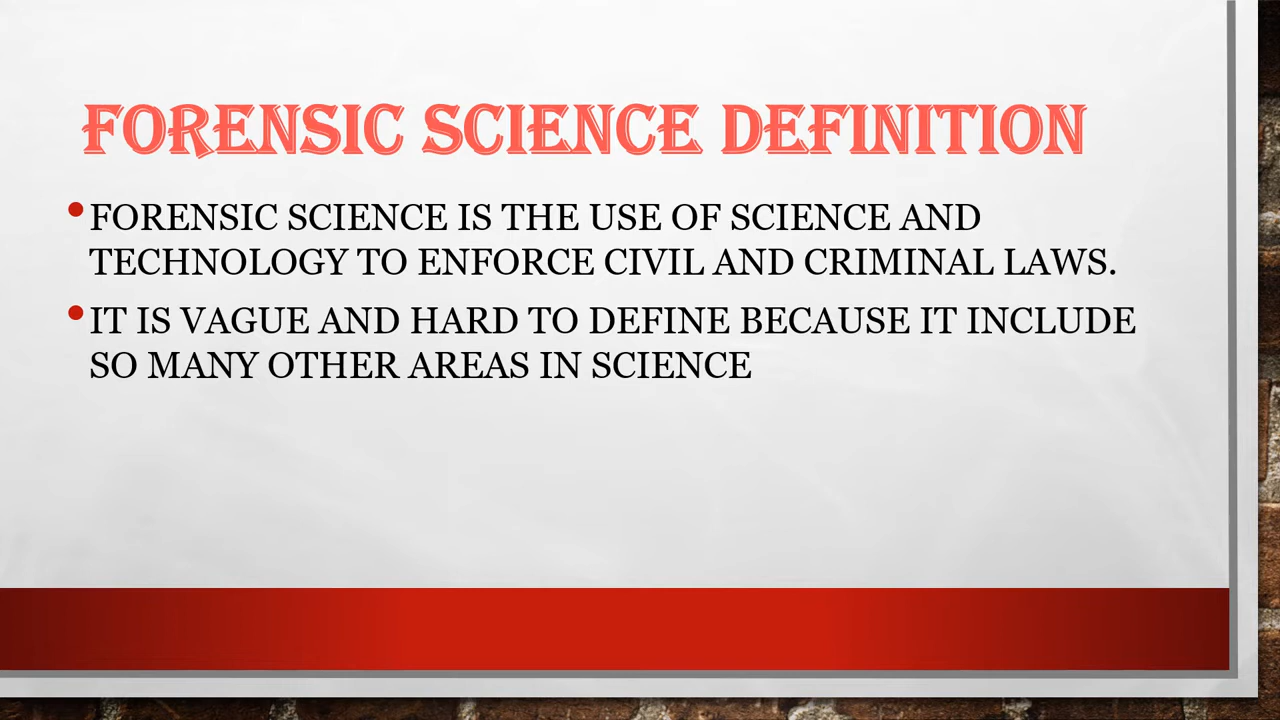 FORENSIC SCIENCE DEFINITION
•FORENSIC SCIENCE IS THE USE OF SCIENCE AND
TECHNOLOGY TO ENFORCE CIVIL AND CRIMINAL LAWS.
•IT IS VAGUE AND HARD TO DEFINE BECAUSE IT INCLUDE
SO MANY OTHER AREAS IN SCIENCE